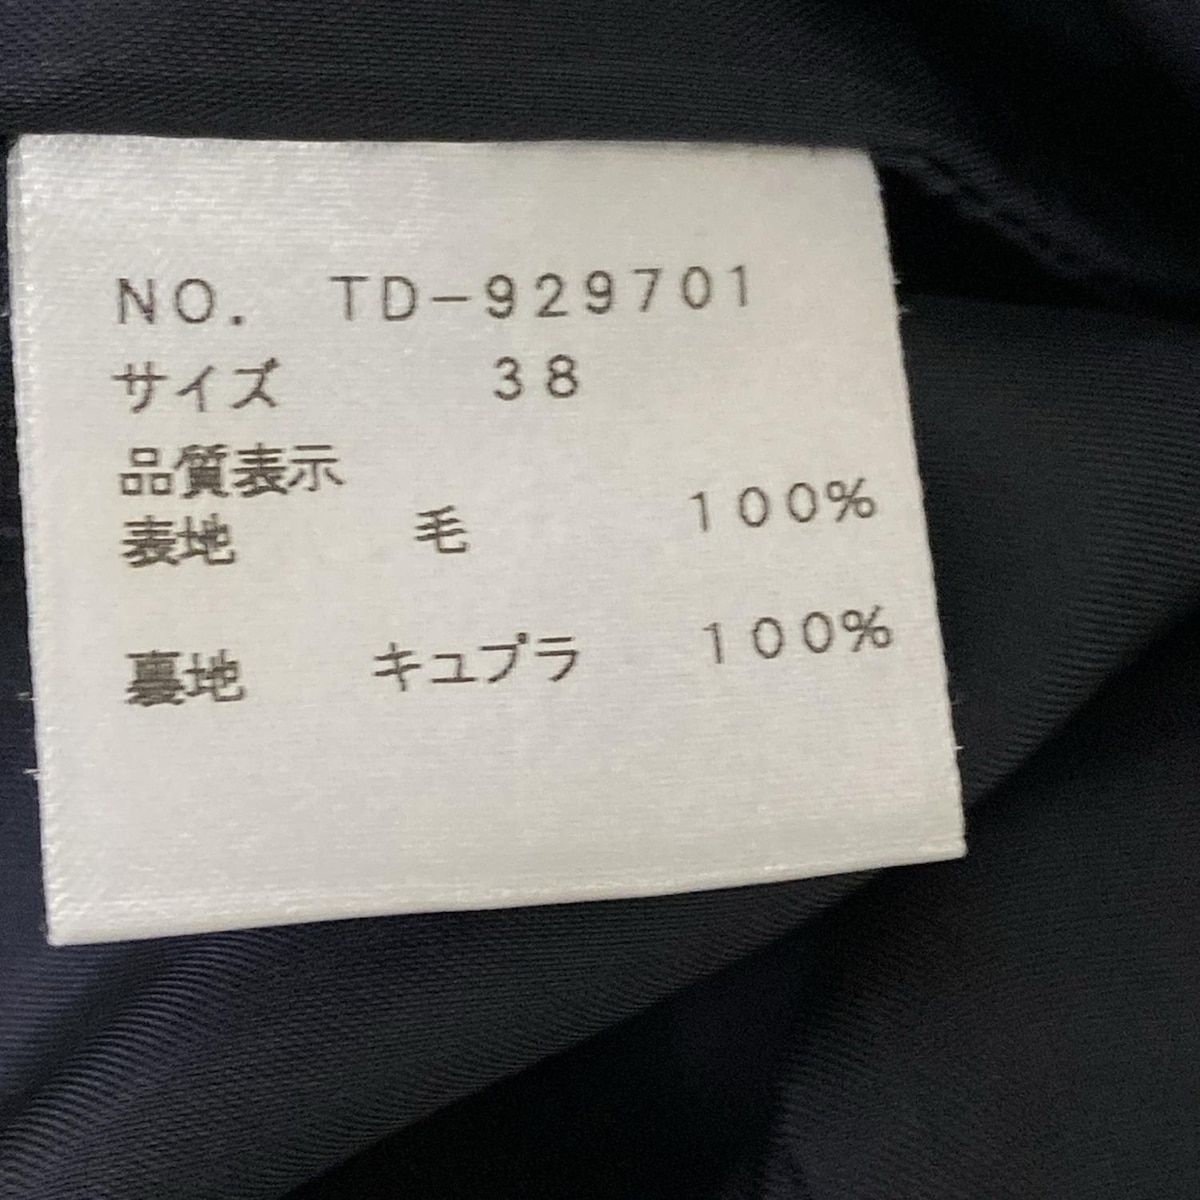 NO. TD-929701
サイズ 38
品質表示
表地 毛 100%
裏地 キュプラ 100%